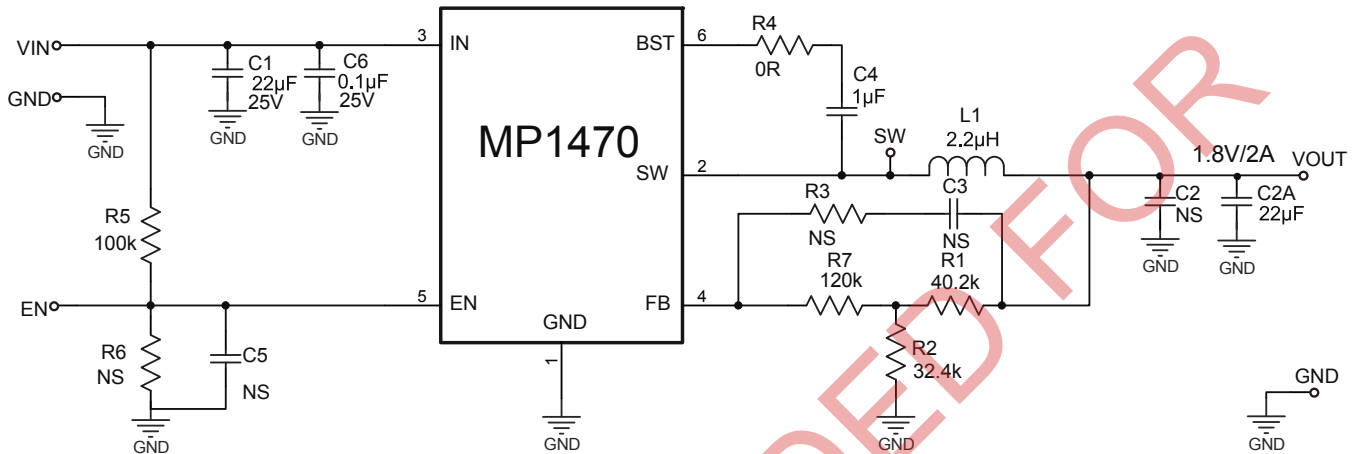 VIN
GND
GND
C1
22µF
25V
GND
C6
0.1µF
25V
GND
R5
100k
EN
R6
NS
GND
C5
NS
3
IN
5
EN
MP1470
BST
6
SW
2
FB
4
GND
1
GND
R4
0R
C4
1µF
SW
L1
2.2µH
R3
NS
C3
NS
R7
120k
R1
40.2k
R2
32.4k
GND
1.8V/2A
VOUT
C2
NS
GND
C2A
22µF
GND
GND
GND
DED FOR